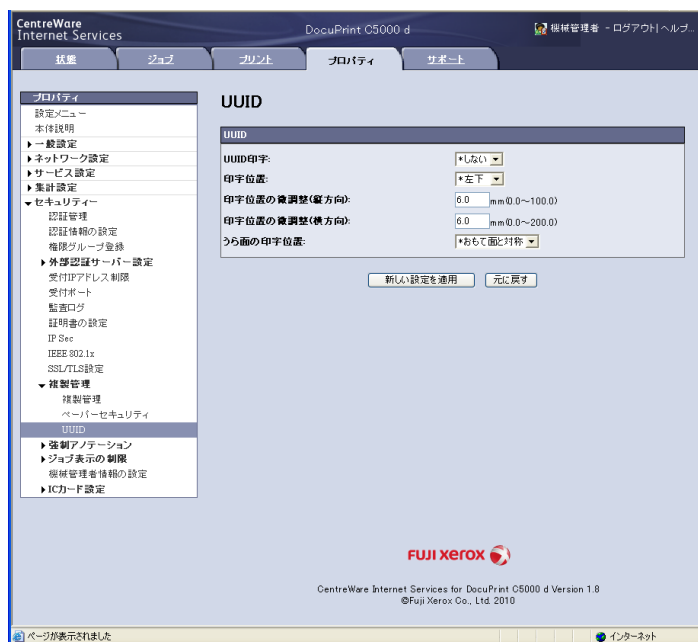 CentreWare
Internet Services
DocuPrint C5000 d
機械管理者 - ログアウト|ヘルプ...
状態
ジョブ
プリント
プロパティ
サポート
プロパティ
設定メニュー
本体説明
一般設定
ネットワーク設定
サービス設定
集計設定
セキュリティー
認証管理
認証情報の設定
権限グループ登録
外部認証サーバー設定
受付IPアドレス制限
受付ポート
監査ログ
証明書の設定
IP Sec
IEEE 802.1x
SSL/TLS設定
複製管理
複製管理
ペーパーセキュリティ
UUID
強制アノテーション
ジョブ表示の制限
機械管理者情報の設定
ICカード設定
UUID
UUID
UUID印字: *しない
印字位置: *左下
印字位置の微調整(縦方向): 6.0 mm(0.0～100.0)
印字位置の微調整(横方向): 6.0 mm(0.0～200.0)
うら面の印字位置: *おもて面と対称
新しい設定を適用 元に戻す
FUJI XEROX
CentreWare Internet Services for DocuPrint C5000 d Version 1.8
©Fuji Xerox Co., Ltd. 2010
ページが表示されました
インターネット